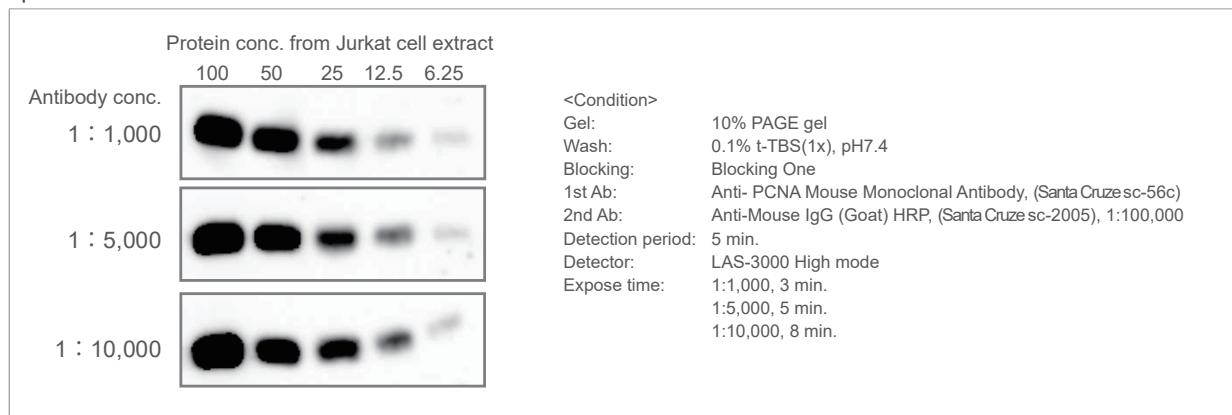 Protein conc. from Jurkat cell extract
100 50 25 12.5 6.25
Antibody conc.
1：1,000
1：5,000
1：10,000
<Condition>
Gel: 10% PAGE gel
Wash: 0.1% t-TBS(1x), pH7.4
Blocking: Blocking One
1st Ab: Anti- PCNA Mouse Monoclonal Antibody, (Santa Cruze sc-56c)
2nd Ab: Anti-Mouse IgG (Goat) HRP, (Santa Cruze sc-2005), 1:100,000
Detection period: 5 min.
Detector: LAS-3000 High mode
Expose time: 1:1,000, 3 min.
1:5,000, 5 min.
1:10,000, 8 min.